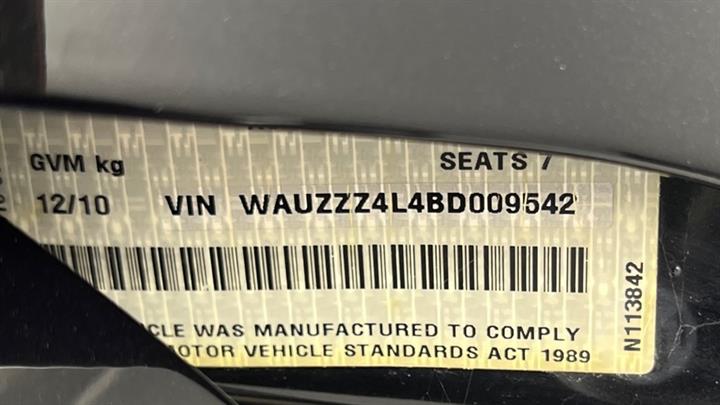 GVM kg SEATS 7
12/10 VIN WAUZZZ4L4BD009542
CLE WAS MANUFACTURED TO COMPLY
OTOR VEHICLE STANDARDS ACT 1989
N113842